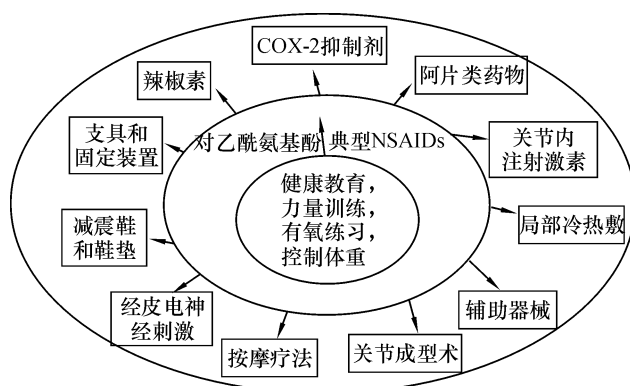 COX-2抑制剂
辣椒素
阿片类药物
支具和
固定装置
对乙酰氨基酚 典型NSAIDs
关节内
注射激素
健康教育，
力量训练，
有氧练习，
控制体重
减震鞋
和鞋垫
局部冷热敷
经皮电神
经刺激
辅助器械
按摩疗法
关节成型术